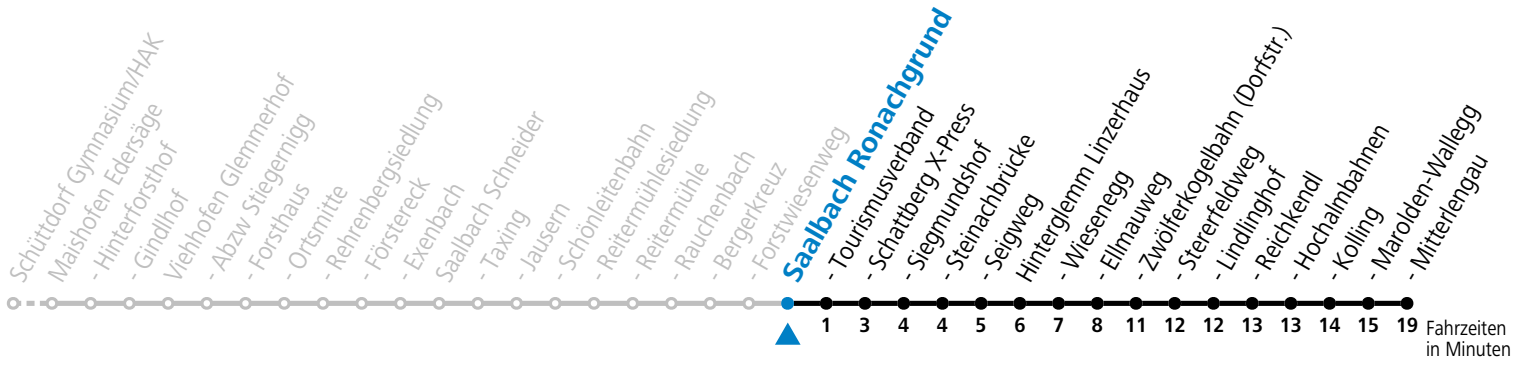 Schüttdorf Gymnasium/HAK
Maishofen Edersäge
- Hinterforsthof
- Gindlhof
Viehhofen Glemmerhof
- Abzw Stiegernigg
- Forsthaus
- Ortsmitte
- Rehrenbergsiedlung
- Förstereck
- Exenbach
Saalbach Schneider
- Taxing
- Jausern
- Schönleitenbahn
- Reitermühlesiedlung
- Reitermühle
- Rauchenbach
- Bergerkreuz
- Forstwiesenweg
Saalbach Ronachgrund
- Tourismusverband
- Schattberg X-Press
- Siegmundshof
- Steinachbrücke
- Seigweg
Hinterglemm Linzerhaus
- Wiesenegg
- Ellmauweg
- Zwölferkogelbahn (Dorfstr.)
- Stererfeldweg
- Lindlinghof
- Reichkendl
- Hochalmbahnen
- Kolling
- Marolden-Wallegg
- Mitterlengau
1 3 4 4 5 6 7 8 11 12 12 13 13 14 15 19 Fahrzeiten
in Minuten